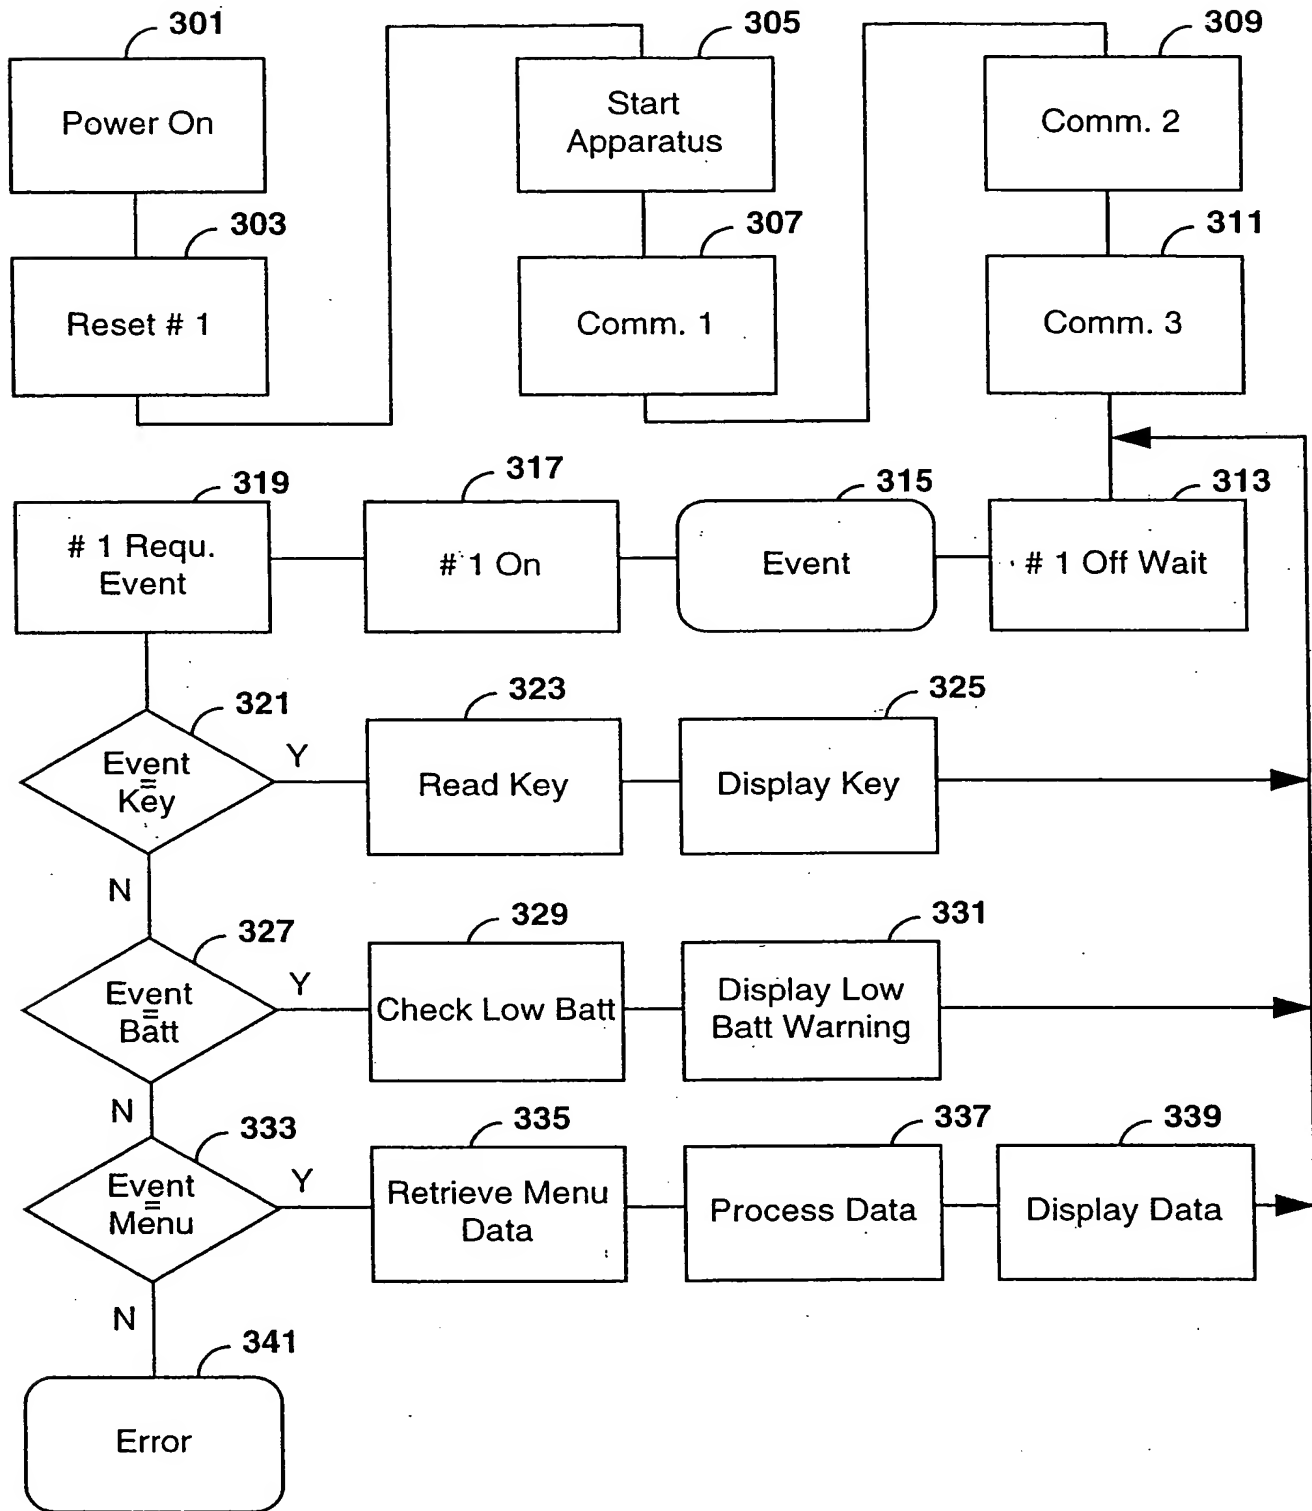 301
Power On
303
Reset # 1
305
Start
Apparatus
307
Comm. 1
309
Comm. 2
311
Comm. 3
313
# 1 Off Wait
315
Event
317
# 1 On
319
# 1 Requ.
Event
321
Event
=
Key
Y
323
Read Key
325
Display Key
N
327
Event
=
Batt
Y
329
Check Low Batt
331
Display Low
Batt Warning
N
333
Event
=
Menu
Y
335
Retrieve Menu
Data
337
Process Data
339
Display Data
N
341
Error